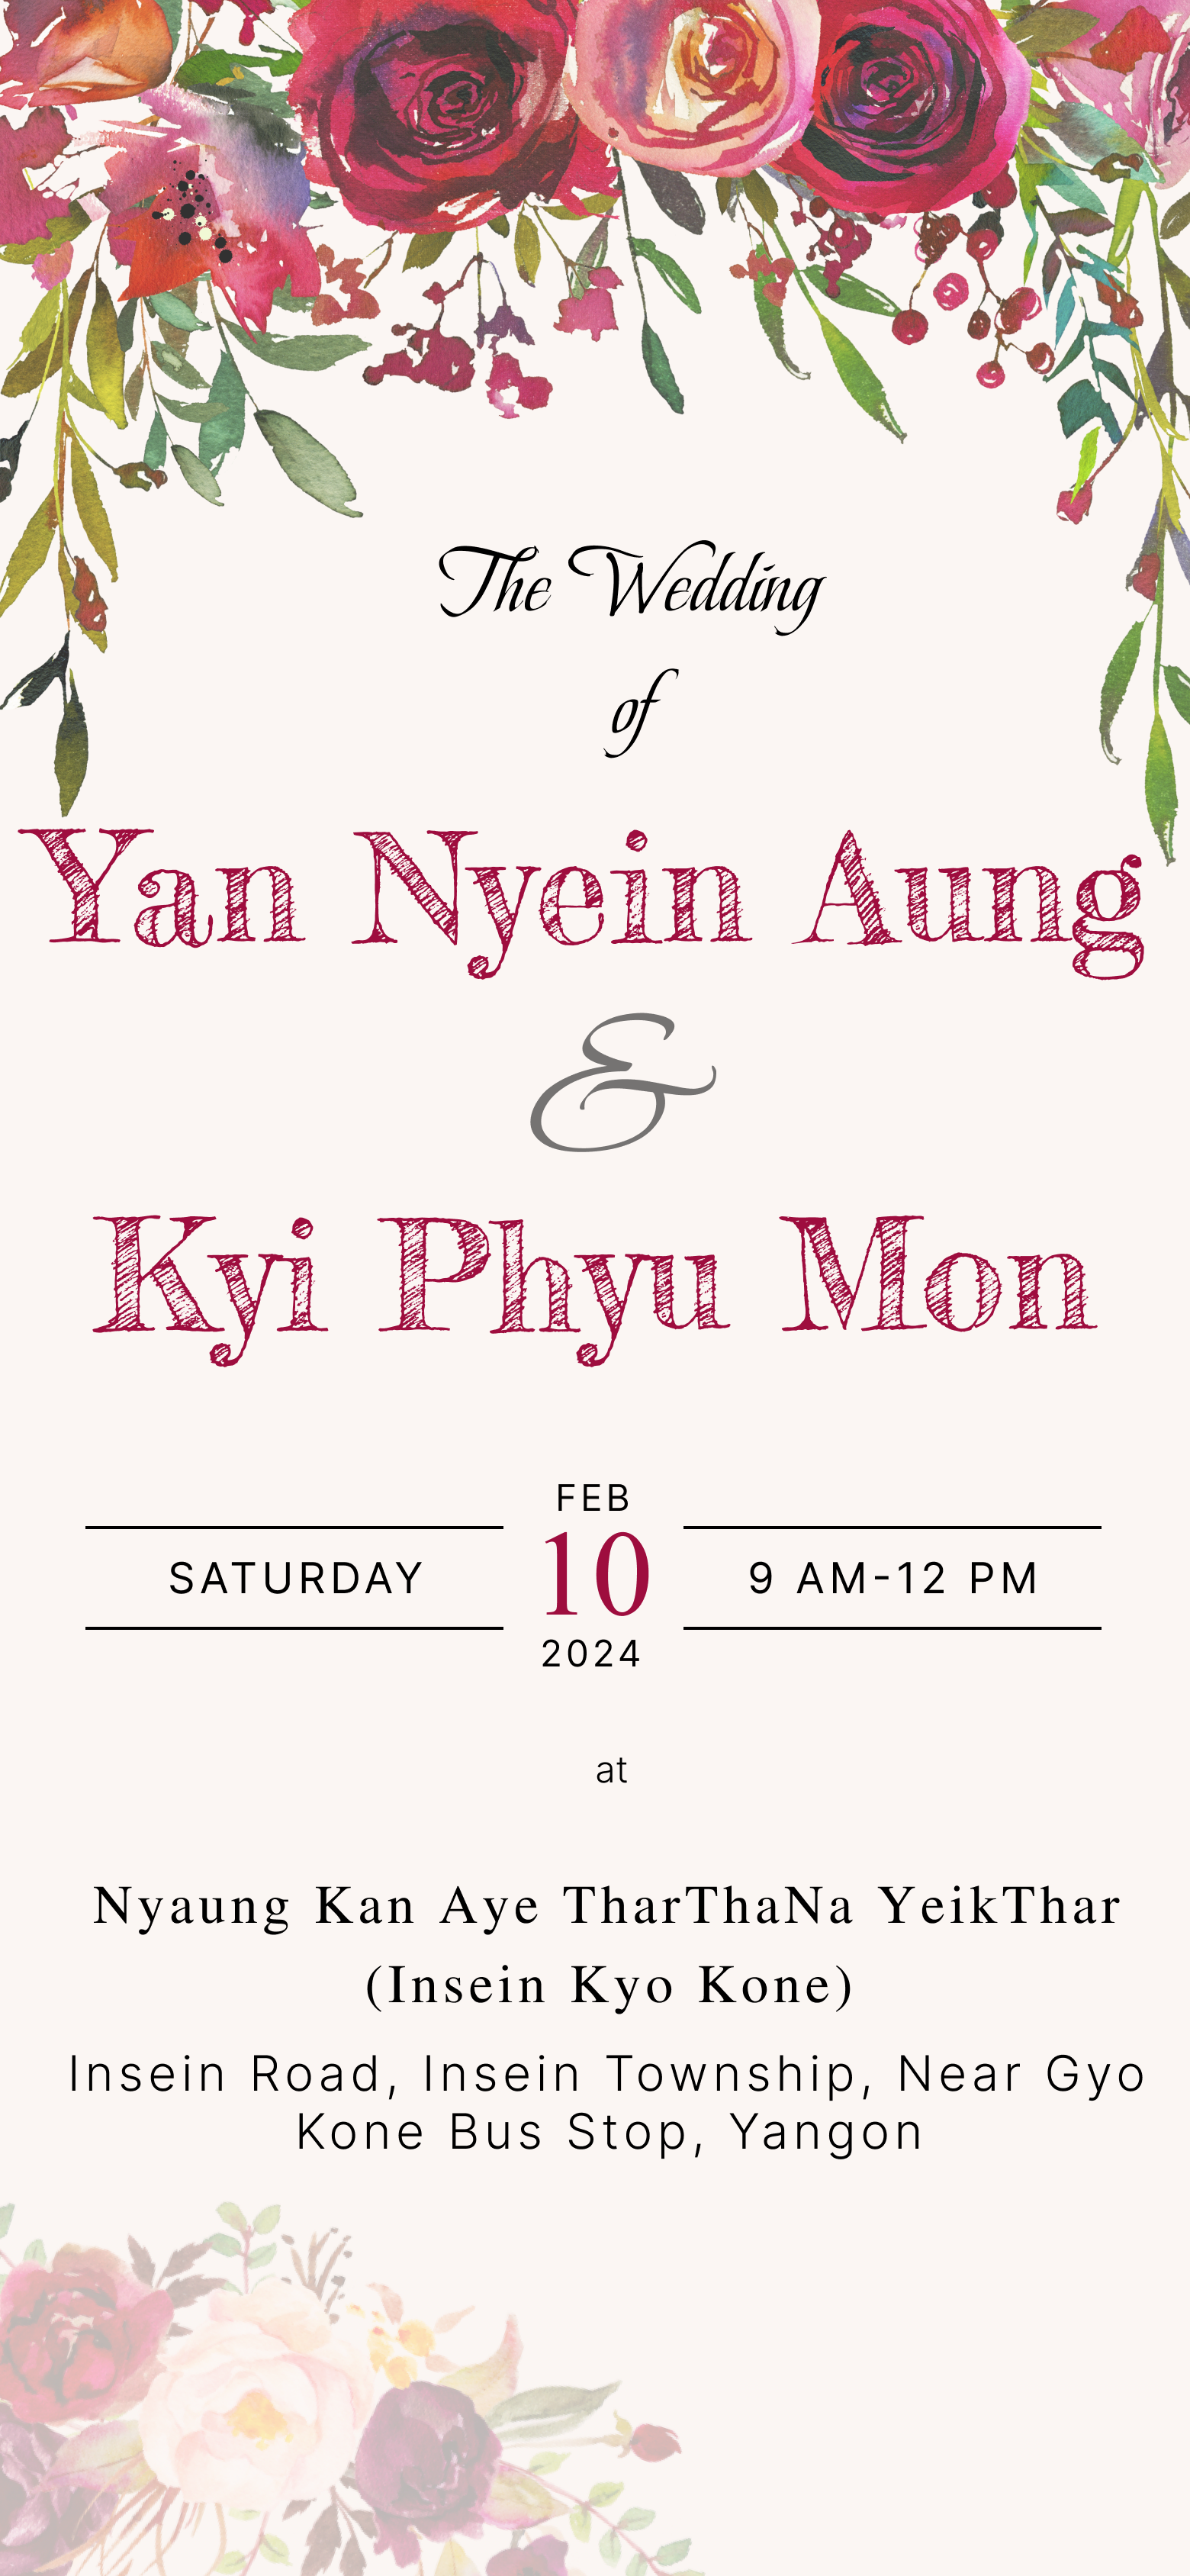 The Wedding
of
Yan Nyein Aung
&
Kyi Phyu Mon
FEB
SATURDAY 10 9 AM-12 PM
2024
at
Nyaung Kan Aye TharThaNa YeikThar
(Insein Kyo Kone)
Insein Road, Insein Township, Near Gyo
Kone Bus Stop, Yangon